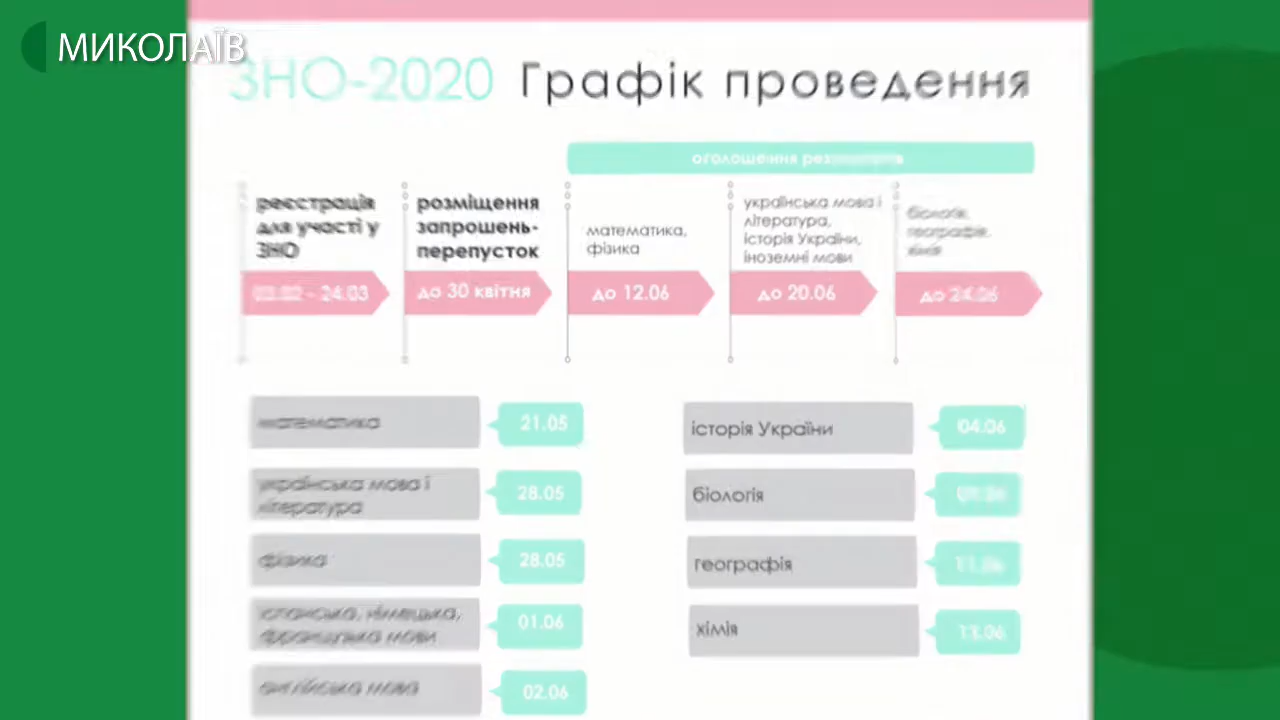 МИКОЛАЇВ
ЗНО-2020 Графік проведення
оголошення
реєстрація
для участі у
ЗНО
24.03
розміщення
запрошень-
перепусток
до 30 квітня
математика,
фізика
до 12.06
українська мова і
література,
історія України,
іноземні мови
до 20.06
біологія,
географія,
хімія
до 24.06
математика
21.05
українська мова і
література
28.05
фізика
28.05
іспанська, німецька,
французька мови
01.06
англійська мова
02.06
історія України
04.06
біологія
географія
11.06
хімія